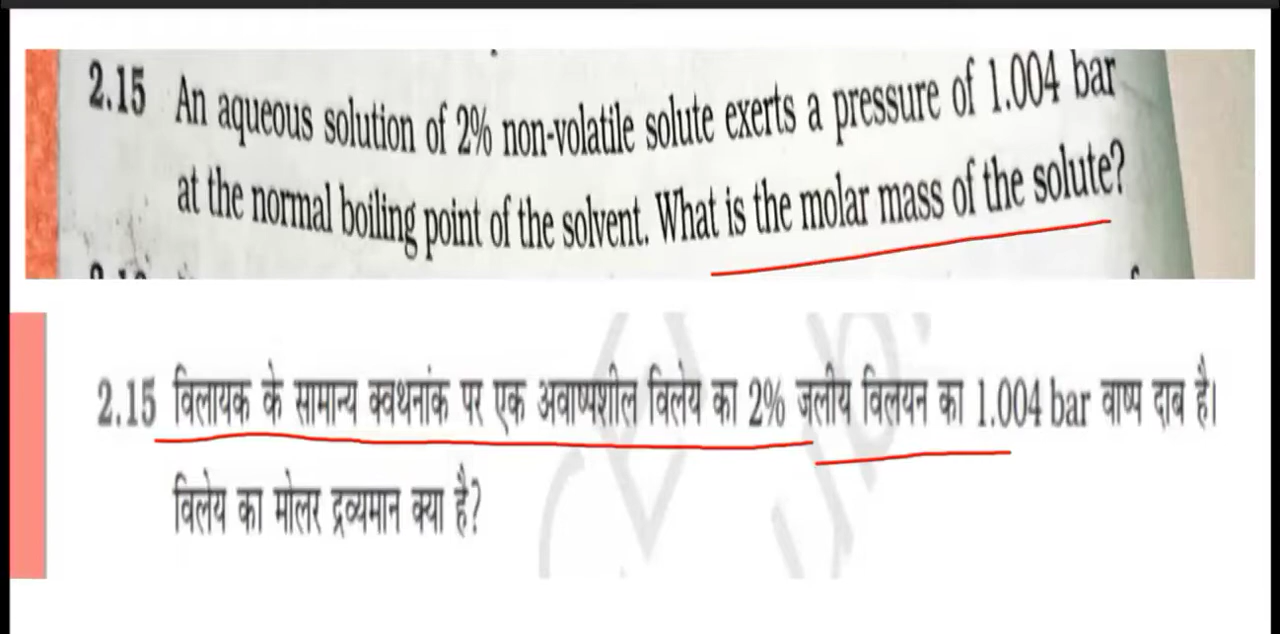 2.15 An aqueous solution of 2% non-volatile solute exerts a pressure of 1.004 bar
at the normal boiling point of the solvent. What is the molar mass of the solute?
2.15 विलायक के सामान्य क्वथनांक पर एक अवाष्पशील विलेय का 2% जलीय विलयन का 1.004 bar वाष्प दाब है।
विलेय का मोलर द्रव्यमान क्या है?